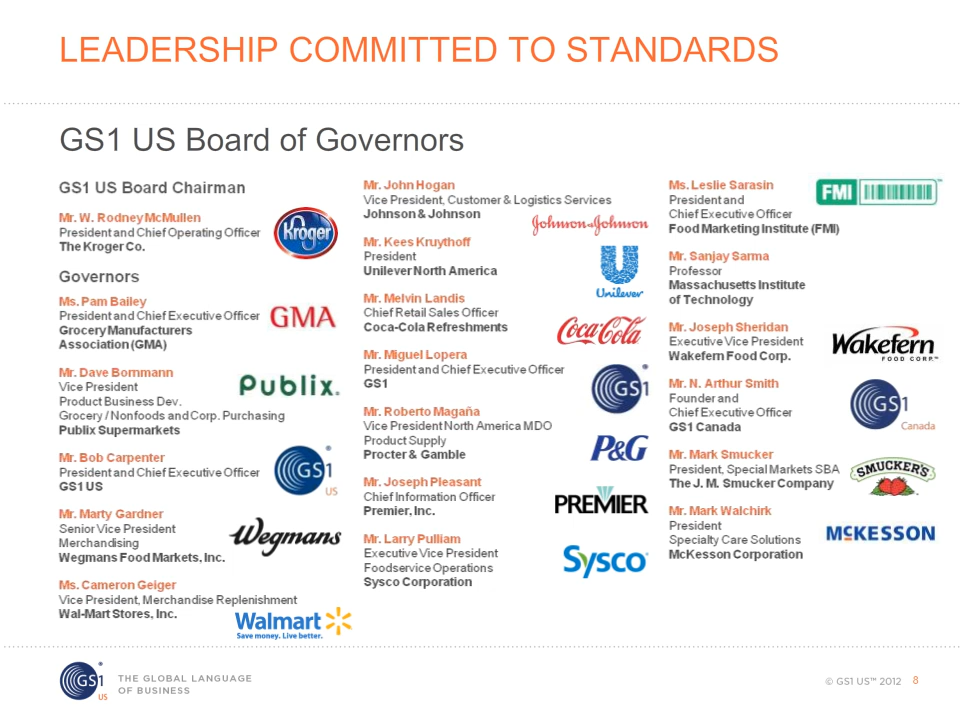 LEADERSHIP COMMITTED TO STANDARDS
GS1 US Board of Governors
GS1 US Board Chairman
Mr. W. Rodney McMullen
President and Chief Operating Officer
The Kroger Co.
Kroger
Governors
Ms. Pam Bailey
President and Chief Executive Officer
Grocery Manufacturers
Association (GMA)
GMA
Mr. Dave Bornmann
Vice President
Product Business Dev.
Grocery / Nonfoods and Corp. Purchasing
Publix Supermarkets
Publix.
Mr. Bob Carpenter
President and Chief Executive Officer
GS1 US
GS1
US
Mr. Marty Gardner
Senior Vice President
Merchandising
Wegmans Food Markets, Inc.
Wegmans
Ms. Cameron Geiger
Vice President, Merchandise Replenishment
Wal-Mart Stores, Inc.
Walmart
Save money. Live better.
Mr. John Hogan
Vice President, Customer & Logistics Services
Johnson & Johnson
Johnson & Johnson
Mr. Kees Kruythoff
President
Unilever North America
Unilever
Mr. Melvin Landis
Chief Retail Sales Officer
Coca-Cola Refreshments
Coca-Cola
Mr. Miguel Lopera
President and Chief Executive Officer
GS1
GS1
Mr. Roberto Magaña
Vice President North America MDO
Product Supply
Procter & Gamble
P&G
Mr. Joseph Pleasant
Chief Information Officer
Premier, Inc.
PREMIER
Mr. Larry Pulliam
Executive Vice President
Foodservice Operations
Sysco Corporation
Sysco
Ms. Leslie Sarasin
President and
Chief Executive Officer
Food Marketing Institute (FMI)
FMI
Mr. Sanjay Sarma
Professor
Massachusetts Institute
of Technology
Mr. Joseph Sheridan
Executive Vice President
Wakefern Food Corp.
Wakefern
FOOD CORP.™
Mr. N. Arthur Smith
Founder and
Chief Executive Officer
GS1 Canada
GS1
Canada
Mr. Mark Smucker
President, Special Markets SBA
The J. M. Smucker Company
SMUCKER'S
Mr. Mark Walchirk
President
Specialty Care Solutions
McKesson Corporation
MCKESSON
GS1
US
THE GLOBAL LANGUAGE
OF BUSINESS
© GS1 US™ 2012 8